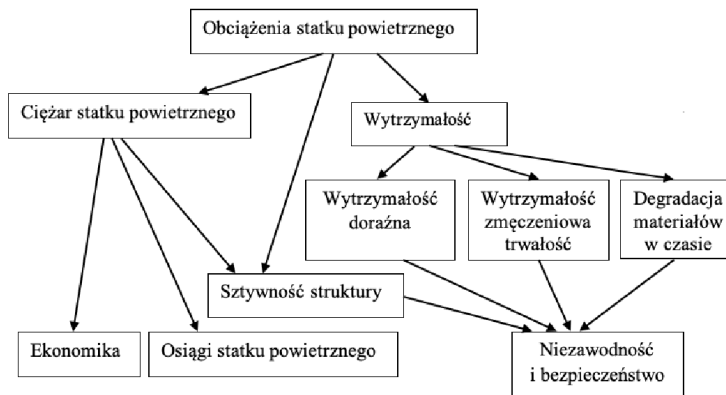 Obciążenia statku powietrznego
Ciężar statku powietrznego
Wytrzymałość
Wytrzymałość
doraźna
Wytrzymałość
zmęczeniowa
trwałość
Degradacja
materiałów
w czasie
Sztywność struktury
Ekonomika
Osiągi statku powietrznego
Niezawodność
i bezpieczeństwo